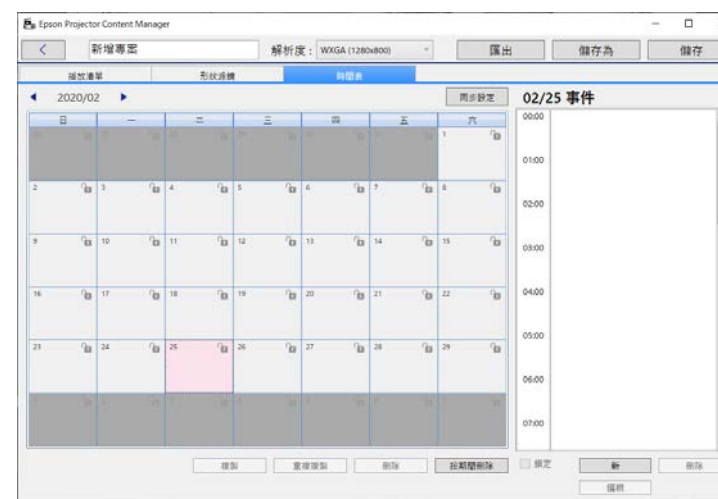 Epson Projector Content Manager
新增專案 解析度： WXGA (1280x800) 匯出 儲存為 儲存
播放清單 形狀濾鏡 時間表
2020/02 同步設定 02/25 事件
日 一 二 三 四 五 六
1
2 3 4 5 6 7 8
9 10 11 12 13 14 15
16 17 18 19 20 21 22
23 24 25 26 27 28 29
00:00
01:00
02:00
03:00
04:00
05:00
06:00
07:00
複製 重複複製 刪除 按期間刪除 鎖定 新 刪除
編輯